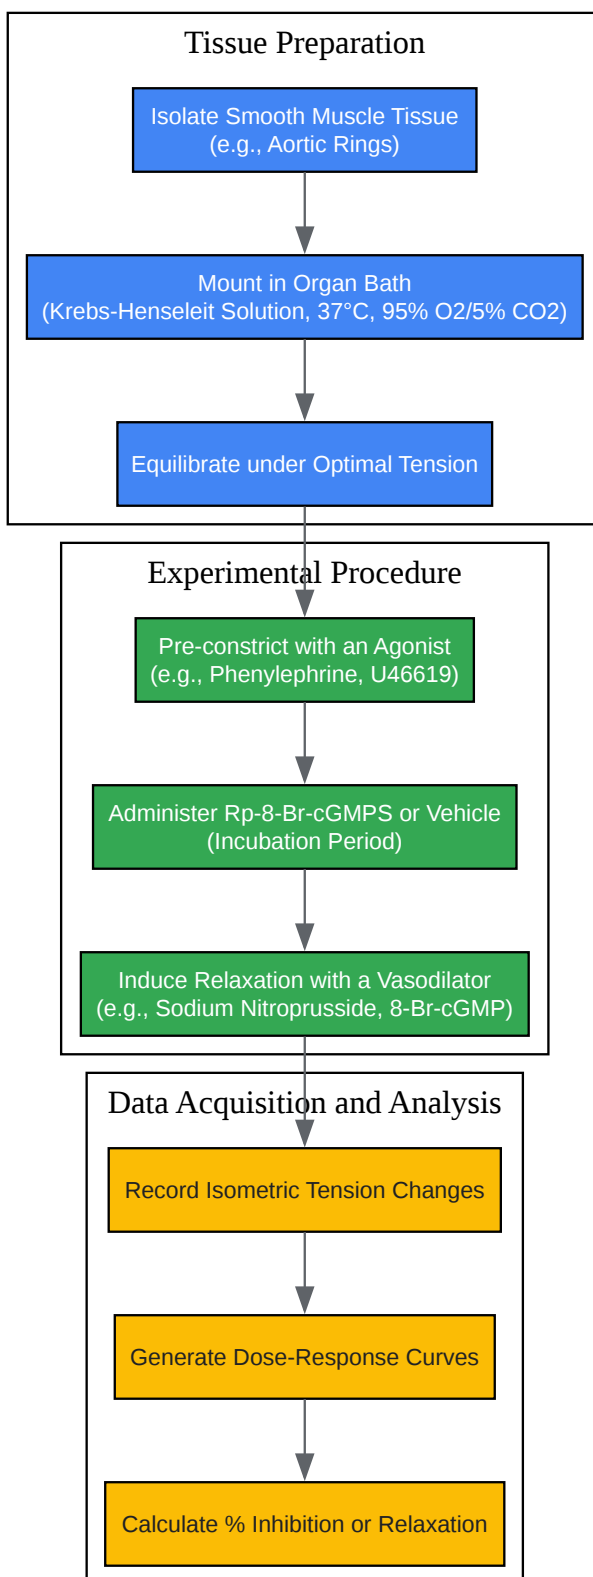 Tissue Preparation
Isolate Smooth Muscle Tissue
(e.g., Aortic Rings)
Mount in Organ Bath
(Krebs-Henseleit Solution, 37°C, 95% O2/5% CO2)
Equilibrate under Optimal Tension
Experimental Procedure
Pre-constrict with an Agonist
(e.g., Phenylephrine, U46619)
Administer Rp-8-Br-cGMPS or Vehicle
(Incubation Period)
Induce Relaxation with a Vasodilator
(e.g., Sodium Nitroprusside, 8-Br-cGMP)
Data Acquisition and Analysis
Record Isometric Tension Changes
Generate Dose-Response Curves
Calculate % Inhibition or Relaxation